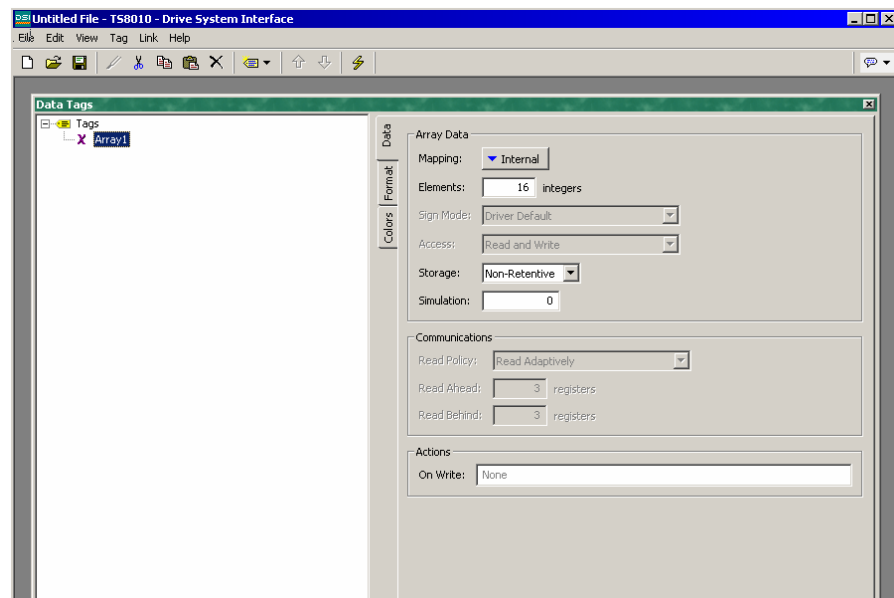 Untitled File - TS8010 - Drive System Interface
File Edit View Tag Link Help
Data Tags
Tags
Array1
Data
Format
Colors
Array Data
Mapping: Internal
Elements: 16 integers
Sign Mode: Driver Default
Access: Read and Write
Storage: Non-Retentive
Simulation: 0
Communications
Read Policy: Read Adaptively
Read Ahead: 3 registers
Read Behind: 3 registers
Actions
On Write: None